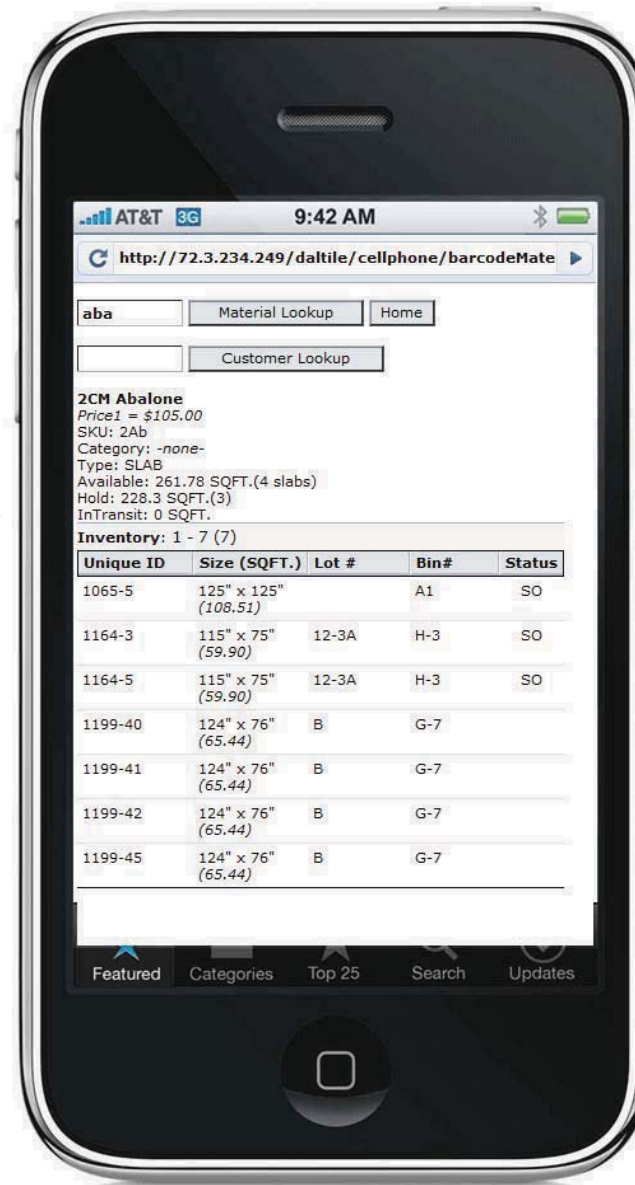 AT&T 3G 9:42 AM
http://72.3.234.249/daltile/cellphone/barcodeMate
aba Material Lookup Home
Customer Lookup
2CM Abalone
Price1 = $105.00
SKU: 2Ab
Category: -none-
Type: SLAB
Available: 261.78 SQFT.(4 slabs)
Hold: 228.3 SQFT.(3)
InTransit: 0 SQFT.
Inventory: 1 - 7 (7)
Unique ID Size (SQFT.) Lot # Bin# Status
1065-5 125" x 125" A1 SO
(108.51)
1164-3 115" x 75" 12-3A H-3 SO
(59.90)
1164-5 115" x 75" 12-3A H-3 SO
(59.90)
1199-40 124" x 76" B G-7
(65.44)
1199-41 124" x 76" B G-7
(65.44)
1199-42 124" x 76" B G-7
(65.44)
1199-45 124" x 76" B G-7
(65.44)
Featured Categories Top 25 Search Updates